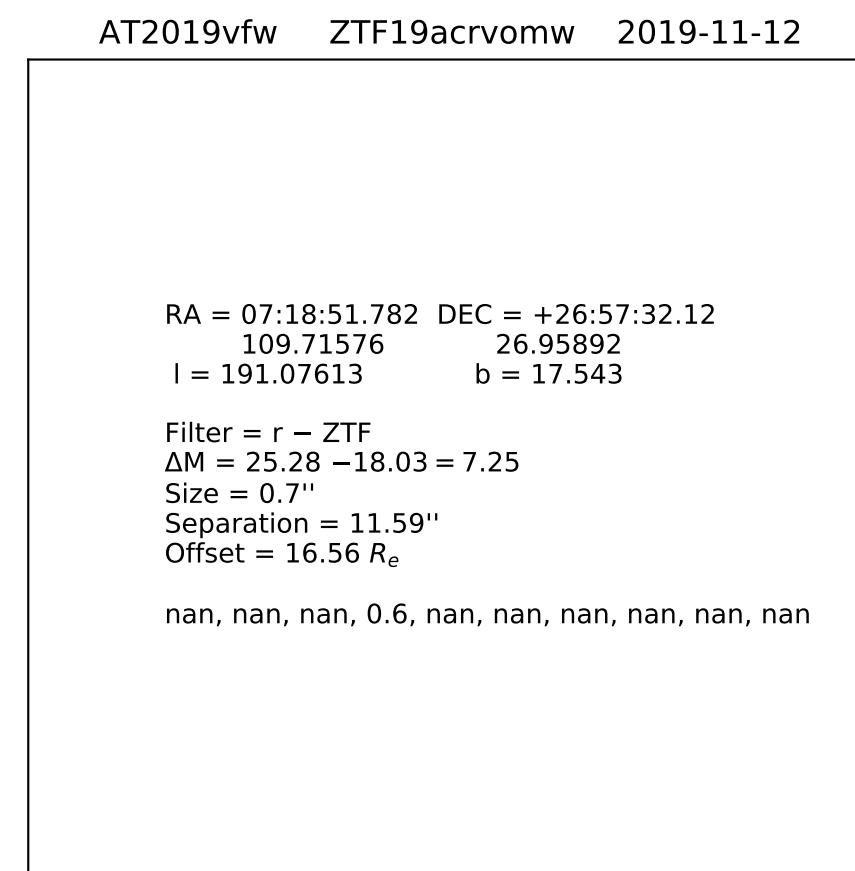 AT2019vfw ZTF19acrvomw 2019-11-12
RA = 07:18:51.782 DEC = +26:57:32.12
109.71576 26.95892
l = 191.07613 b = 17.543
Filter = r − ZTF
ΔM = 25.28 −18.03 = 7.25
Size = 0.7''
Separation = 11.59''
Offset = 16.56 Rₑ
nan, nan, nan, 0.6, nan, nan, nan, nan, nan, nan